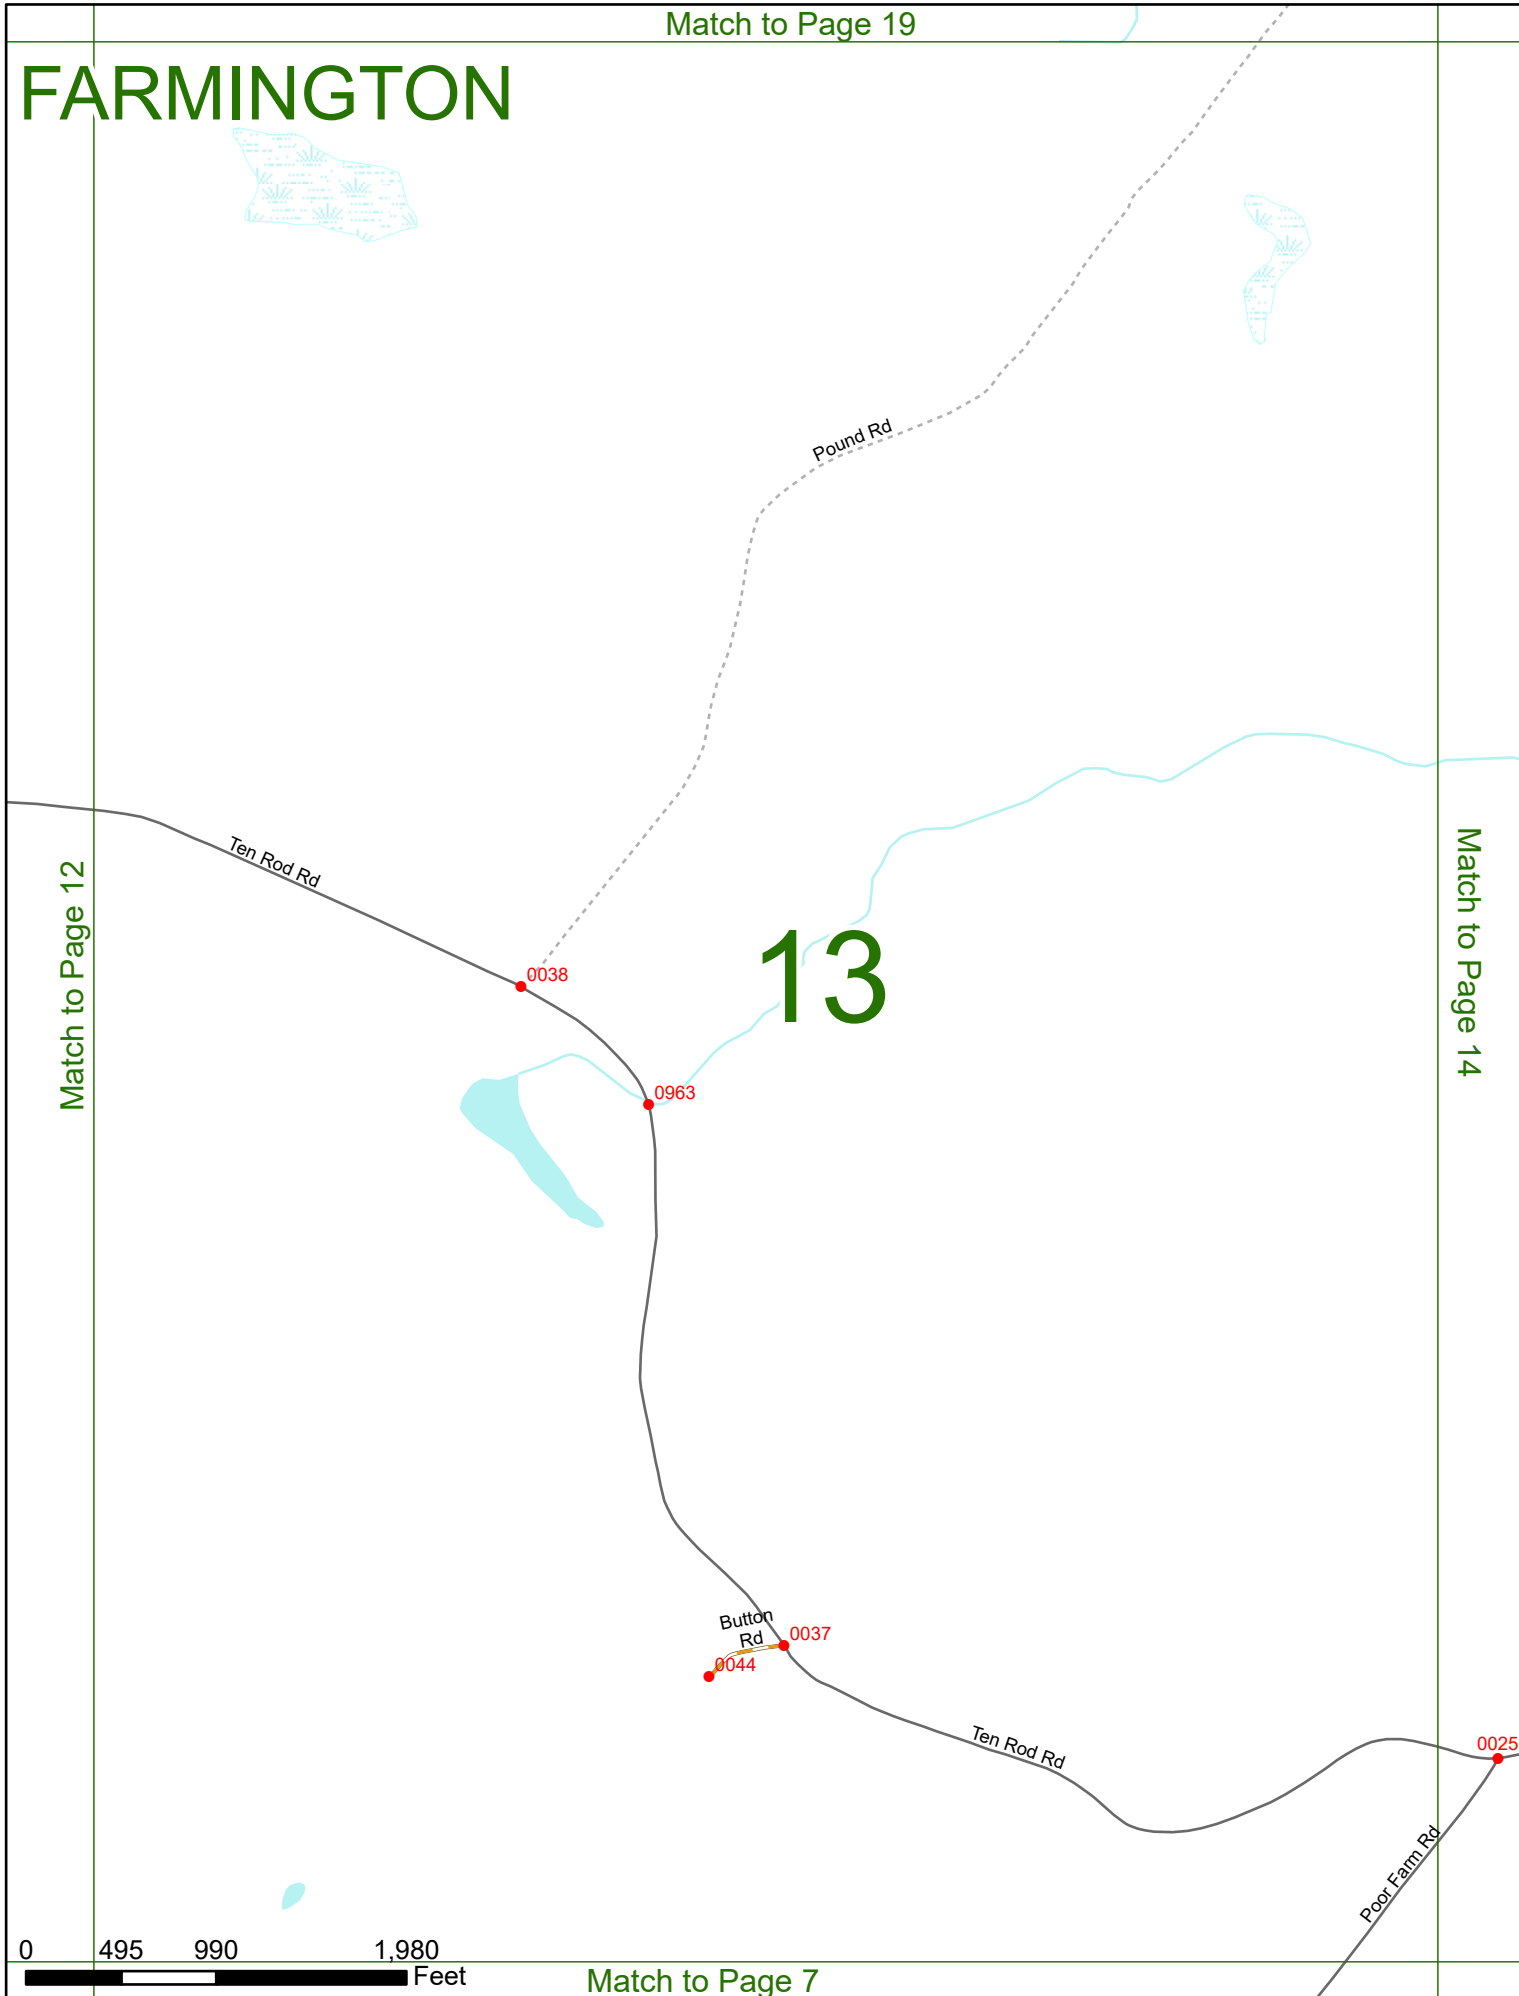 Match to Page 19
FARMINGTON
Pound Rd
Ten Rod Rd
Match to Page 12
13
Match to Page 14
0038
0963
Button
Rd
0037
0044
Ten Rod Rd
0025
Poor Farm Rd
0 495 990 1,980
Feet
Match to Page 7